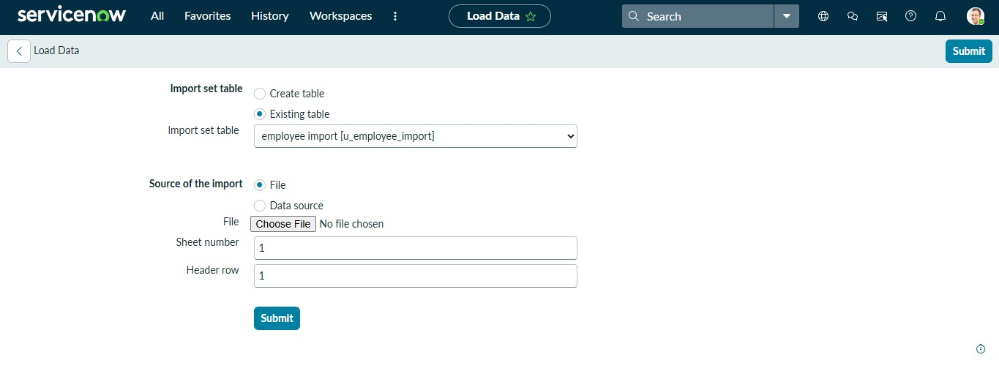 servicenow All Favorites History Workspaces Load Data Search
Load Data Submit
Import set table Create table
Existing table
Import set table employee import [u_employee_import]
Source of the import File
Data source
File Choose File No file chosen
Sheet number 1
Header row 1
Submit